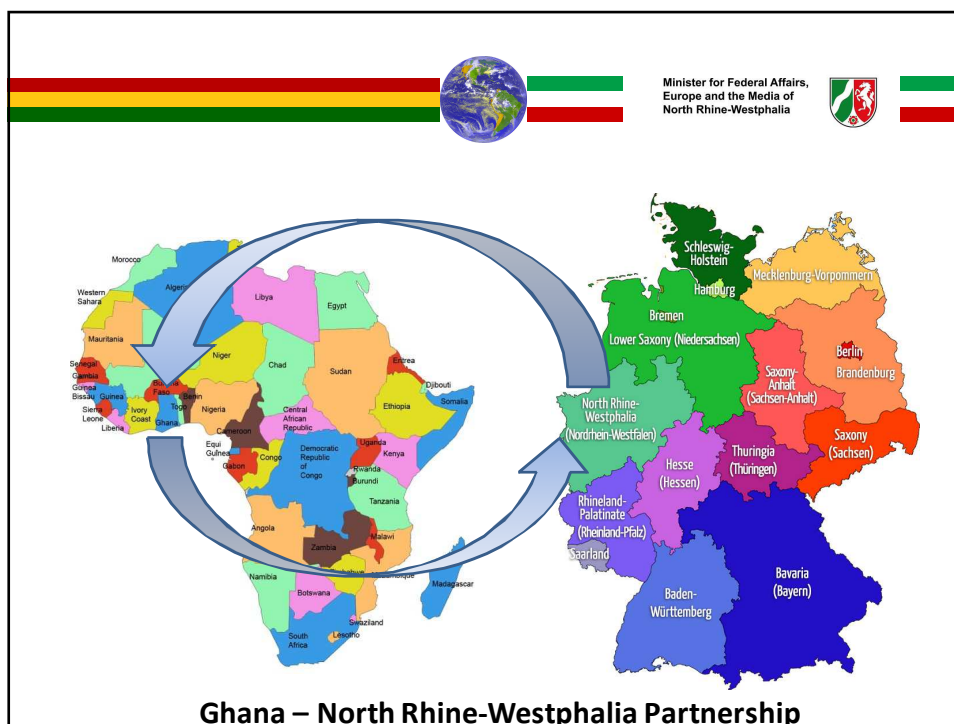 Minister for Federal Affairs,
Europe and the Media of
North Rhine-Westphalia
Morocco
Western
Sahara
Libya
Egypt
Mauritania
Niger
Chad
Sudan
Eritrea
Senegal
Gambia
Guinea
Bissau
Guinea
Sierra
Leone
Liberia
Ivory
Coast
Faso
Ghana
Togo
Benin
Nigeria
Djibouti
Somalia
Ethiopia
Cameroon
Central
African
Republic
Equi
Guinea
Gabon
Congo
Democratic
Republic
of
Congo
Uganda
Kenya
Rwanda
Burundi
Tanzania
Angola
Zambia
Malawi
Namibia
Botswana
Madagascar
Swaziland
South
Africa
Lesotho
Schleswig-
Holstein
Hamburg
Mecklenburg-Vorpommern
Bremen
Lower Saxony (Niedersachsen)
Berlin
Brandenburg
Saxony-
Anhalt
(Sachsen-Anhalt)
North Rhine-
Westphalia
(Nordrhein-Westfalen)
Hesse
(Hessen)
Thuringia
(Thüringen)
Saxony
(Sachsen)
Rhineland-
Palatinate
(Rheinland-Pfalz)
Saarland
Baden-
Württemberg
Bavaria
(Bayern)
Ghana – North Rhine-Westphalia Partnership